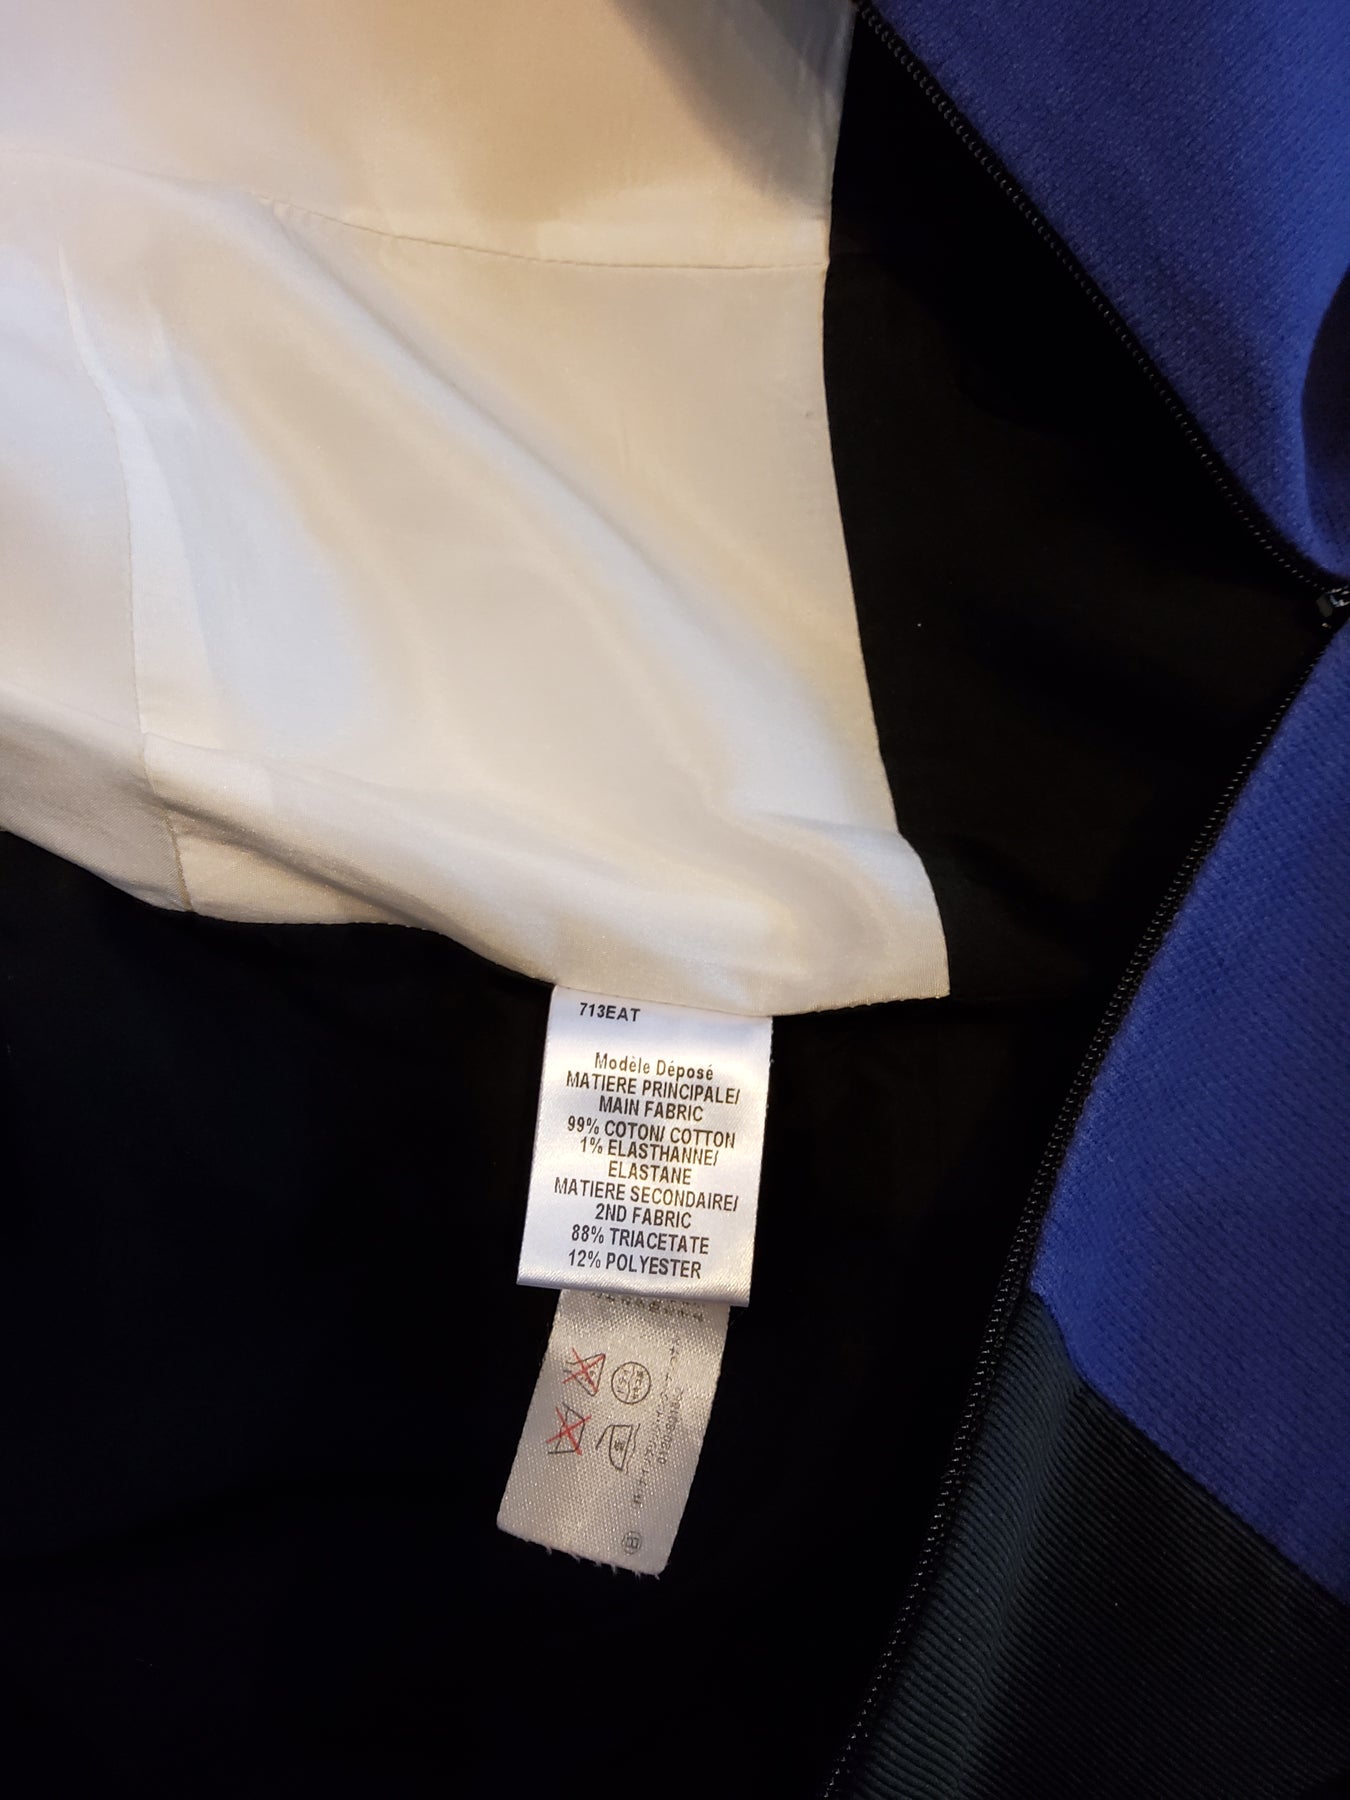 713EAT
Modèle Déposé
MATIERE PRINCIPALE/
MAIN FABRIC
99% COTON/ COTTON
1% ELASTHANNE/
ELASTANE
MATIERE SECONDAIRE/
2ND FABRIC
88% TRIACETATE
12% POLYESTER